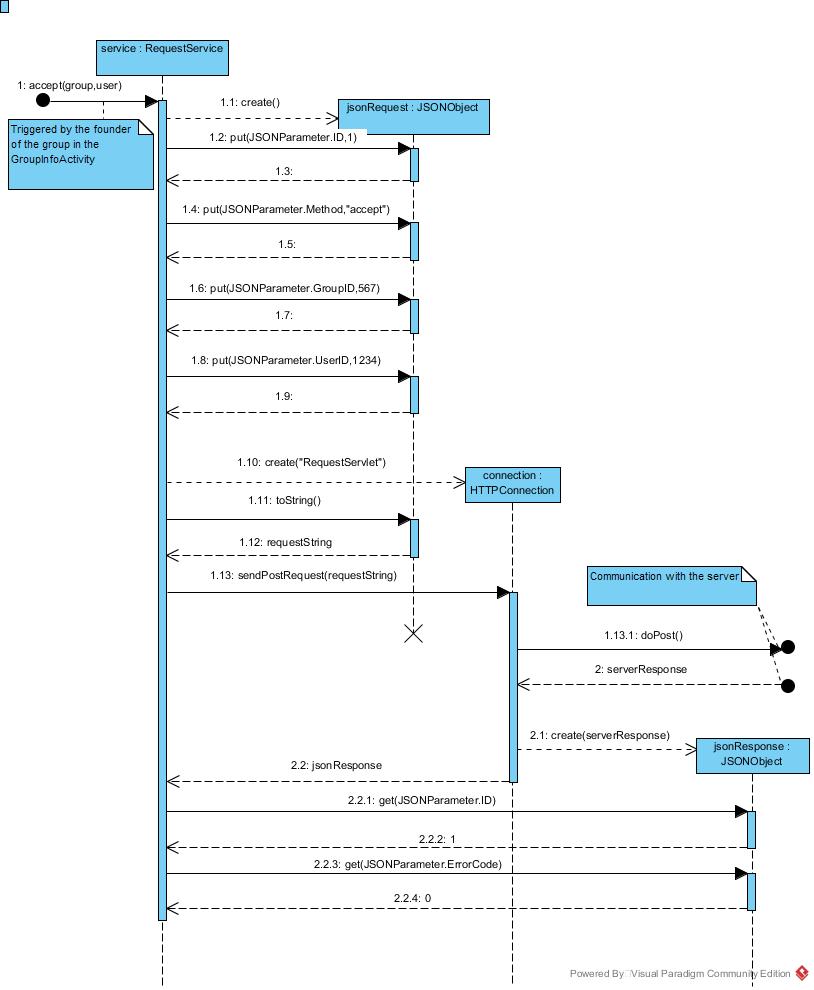 service : RequestService
1: accept(group,user)
1.1: create()
jsonRequest : JSONObject
Triggered by the founder
of the group in the
GroupInfoActivity
1.2: put(JSONParameter.ID,1)
1.3:
1.4: put(JSONParameter.Method,"accept")
1.5:
1.6: put(JSONParameter.GroupID,567)
1.7:
1.8: put(JSONParameter.UserID,1234)
1.9:
1.10: create("RequestServlet")
connection :
HTTPConnection
1.11: toString()
1.12: requestString
1.13: sendPostRequest(requestString)
Communication with the server
1.13.1: doPost()
2: serverResponse
2.1: create(serverResponse)
jsonResponse :
JSONObject
2.2: jsonResponse
2.2.1: get(JSONParameter.ID)
2.2.2: 1
2.2.3: get(JSONParameter.ErrorCode)
2.2.4: 0
Powered By Visual Paradigm Community Edition